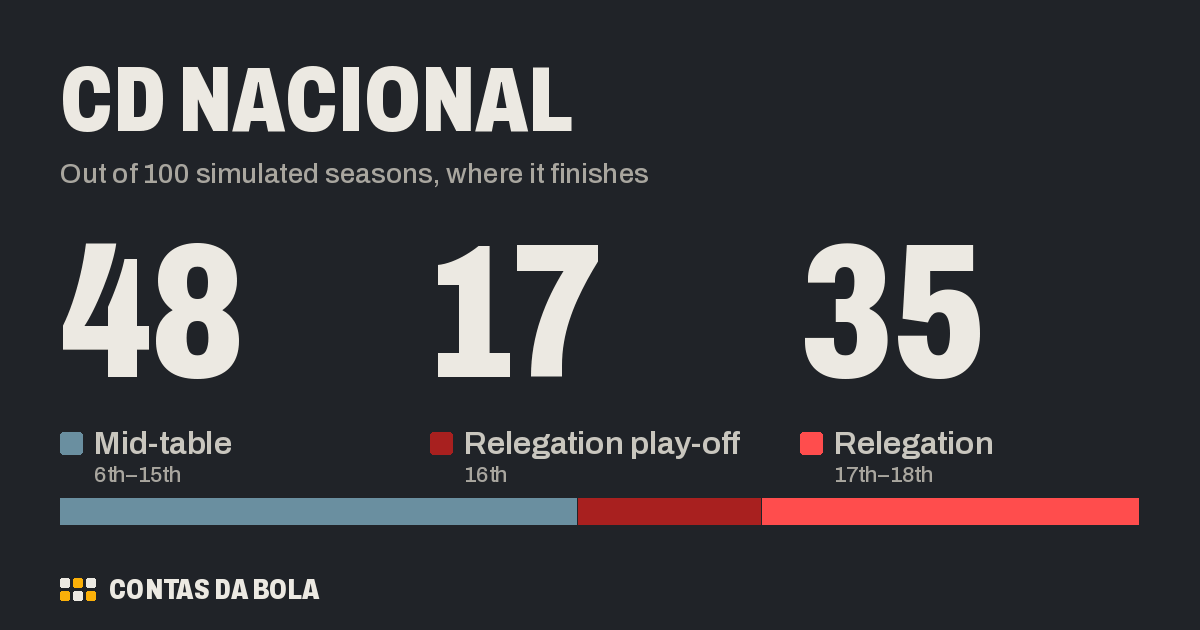 CD NACIONAL
Out of 100 simulated seasons, where it finishes
48 17 35
Mid-table Relegation play-off Relegation
6th–15th 16th 17th–18th
CONTAS DA BOLA